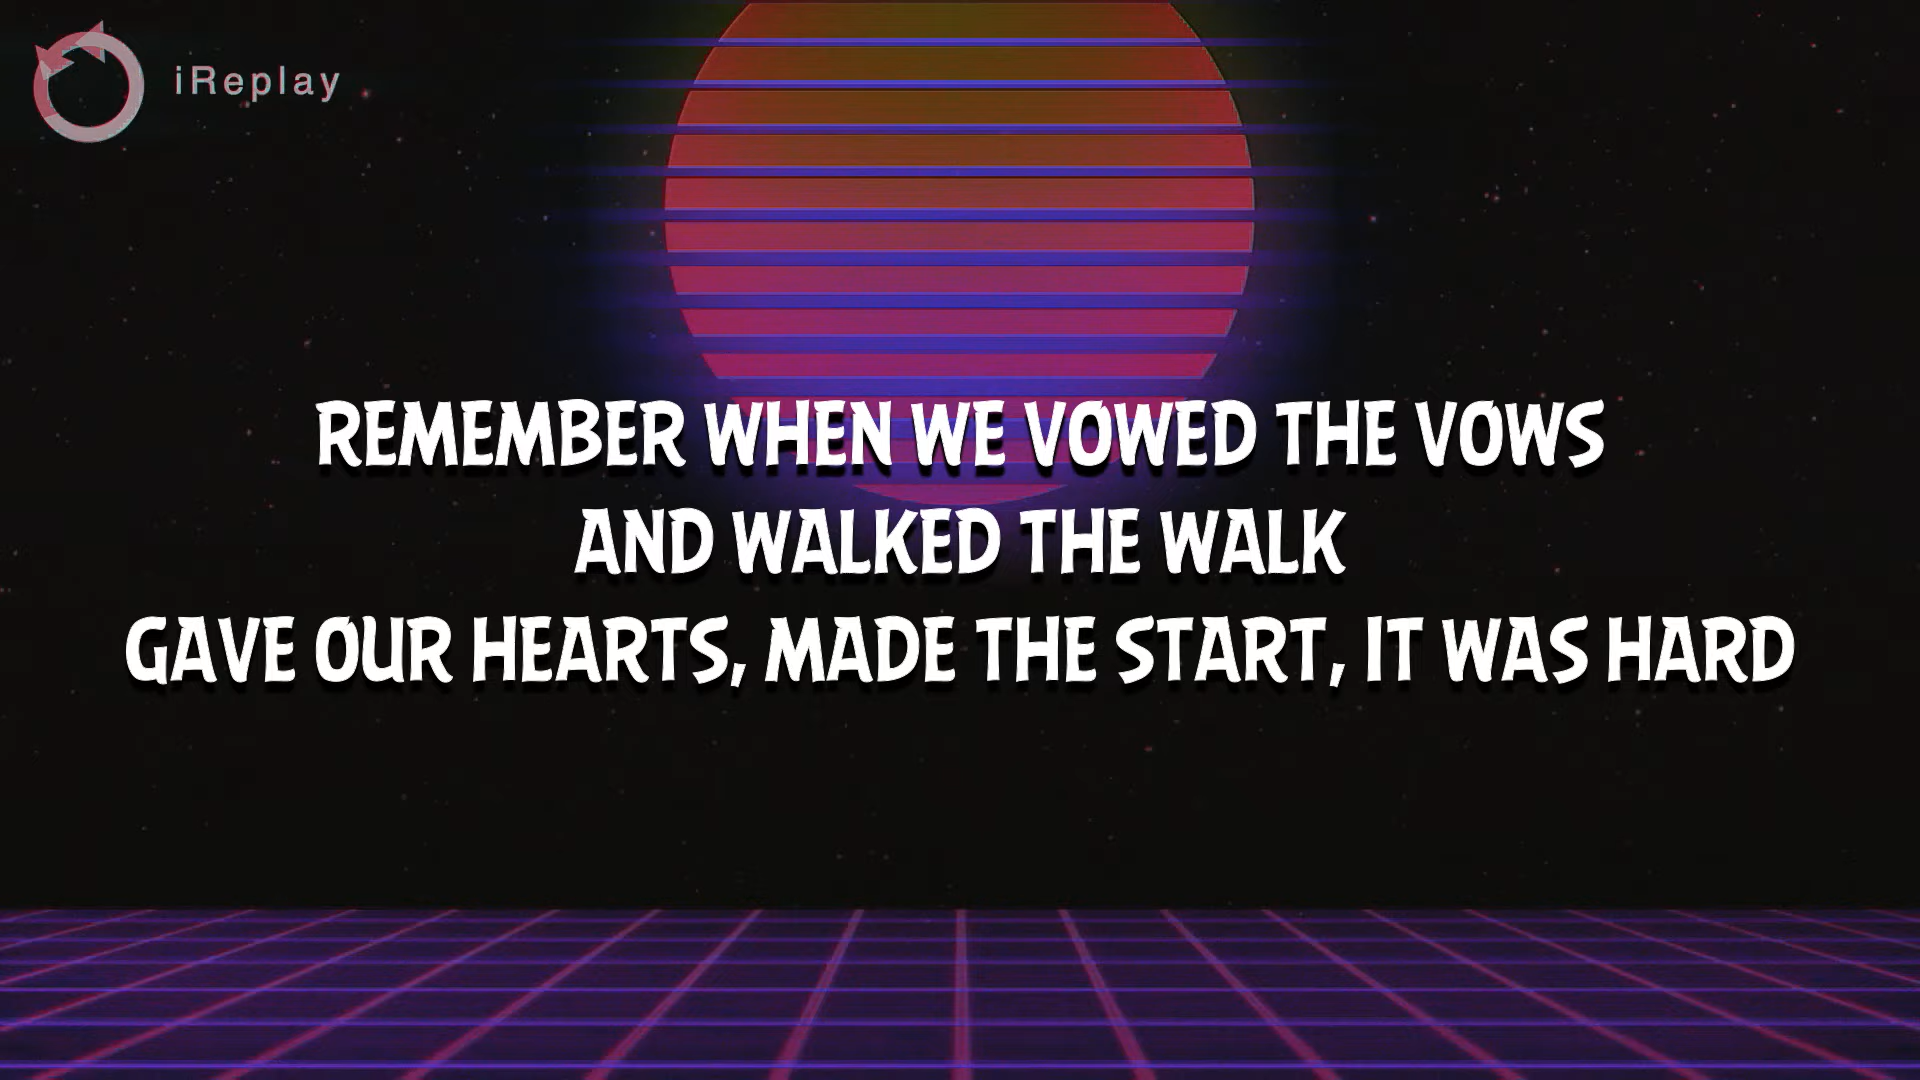 iReplay
REMEMBER WHEN WE VOWED THE VOWS
AND WALKED THE WALK
GAVE OUR HEARTS, MADE THE START, IT WAS HARD